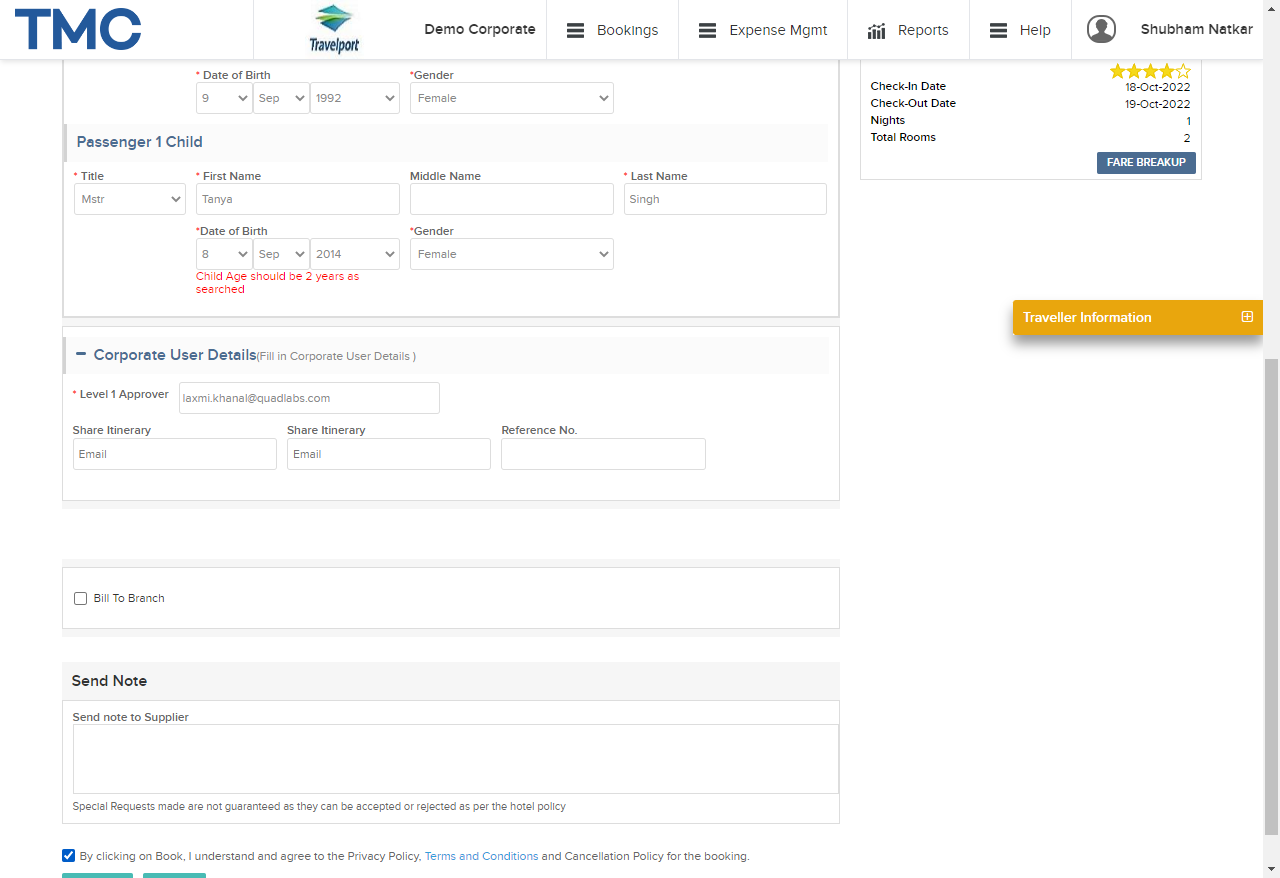 TMC
Travelport
Demo Corporate
Bookings
Expense Mgmt
Reports
Help
Shubham Natkar
* Date of Birth
*Gender
9
Sep
1992
Female
Passenger 1 Child
* Title
* First Name
Middle Name
* Last Name
Mstr
Tanya
Singh
*Date of Birth
*Gender
8
Sep
2014
Female
Child Age should be 2 years as
searched
Check-In Date 18-Oct-2022
Check-Out Date 19-Oct-2022
Nights 1
Total Rooms 2
FARE BREAKUP
Traveller Information
Corporate User Details(Fill in Corporate User Details )
* Level 1 Approver
laxmi.khanal@quadlabs.com
Share Itinerary
Share Itinerary
Reference No.
Email
Email
Bill To Branch
Send Note
Send note to Supplier
Special Requests made are not guaranteed as they can be accepted or rejected as per the hotel policy
By clicking on Book, I understand and agree to the Privacy Policy, Terms and Conditions and Cancellation Policy for the booking.